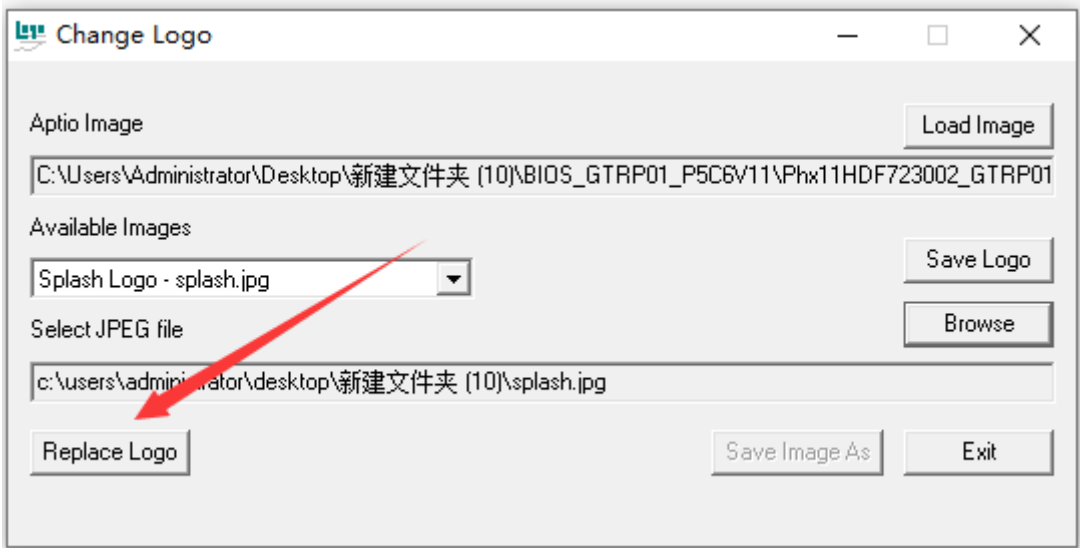 Change Logo
Aptio Image
Load Image
C:\Users\Administrator\Desktop\新建文件夹 (10)\BIOS_GTRP01_P5C6V11\Phx11HDF723002_GTRP01
Available Images
Splash Logo - splash.jpg
Save Logo
Select JPEG file
Browse
c:\users\administrator\desktop\新建文件夹 (10)\splash.jpg
Replace Logo
Save Image As
Exit